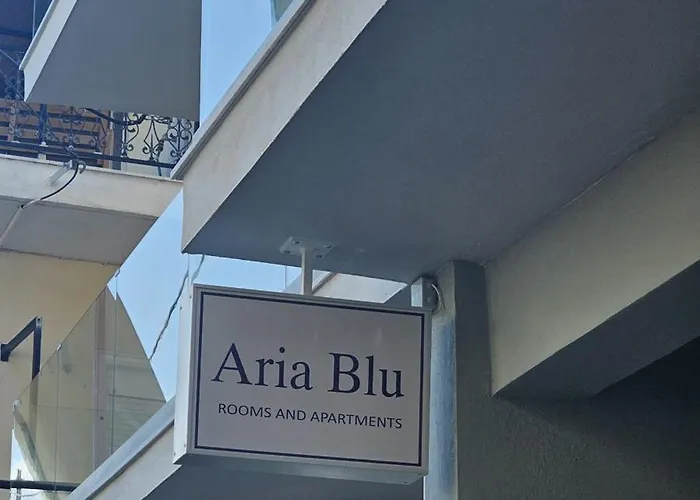 Aria Blu
ROOMS AND APARTMENTS